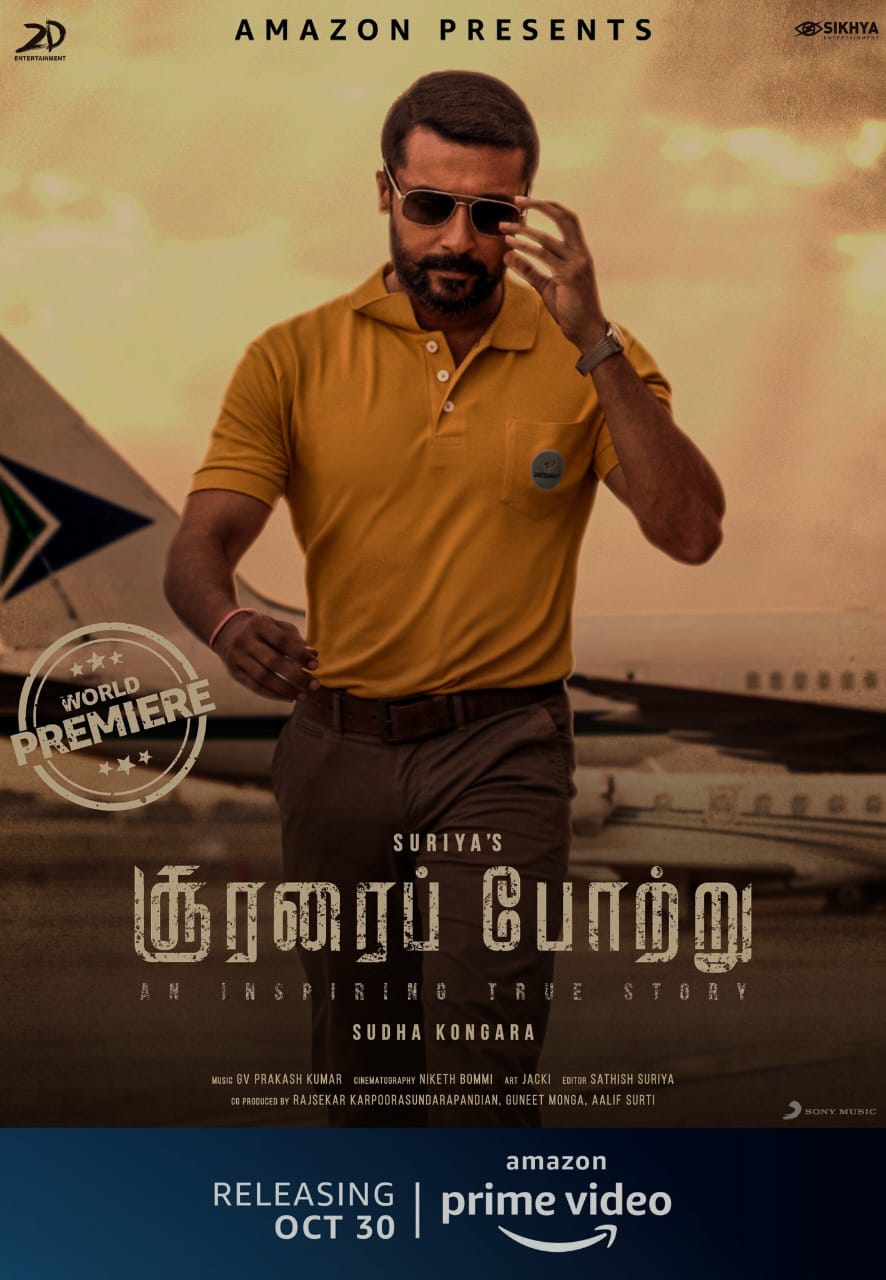 2D
ENTERTAINMENT
AMAZON PRESENTS
SIKHYA
ENTERTAINMENT
WORLD
PREMIERE
SURIYA'S
சூரரைப் போற்று
AN INSPIRING TRUE STORY
SUDHA KONGARA
MUSIC GV PRAKASH KUMAR CINEMATOGRAPHY NIKETH BOMMI ART JACKI EDITOR SATHISH SURIYA
CO PRODUCED BY RAJSEKAR KARPOORASUNDARAPANDIAN, GUNEET MONGA, AALIF SURTI
SONY MUSIC
RELEASING
OCT 30
amazon
prime video